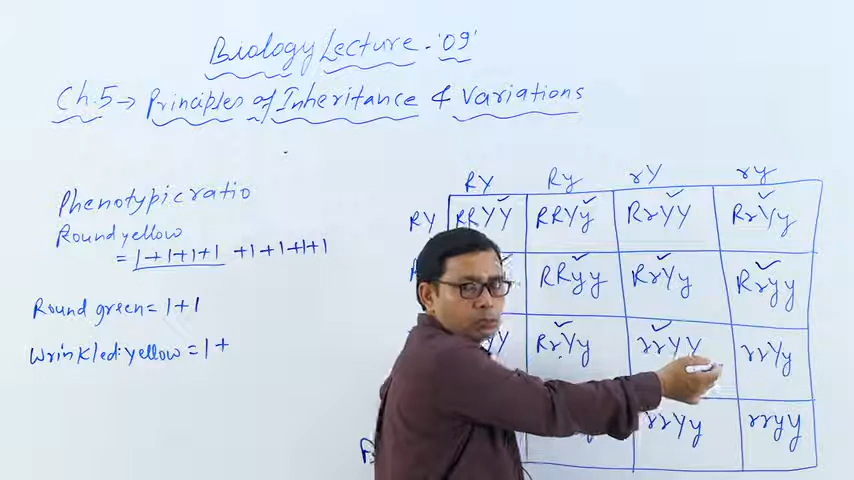 Biology Lecture - '09'
Ch.5 → Principles of Inheritance & Variations
Phenotypic ratio
Round yellow
= 1+1+1+1 +1+1+1+1+1
Round green = 1+1
Wrinkled:yellow = 1+
RY Ry rY ry
RY RRYY RRYy RrYY RrYy
RRyy RrYy Rryy
YY RrYy rrYY rrYy
rrYy rryy